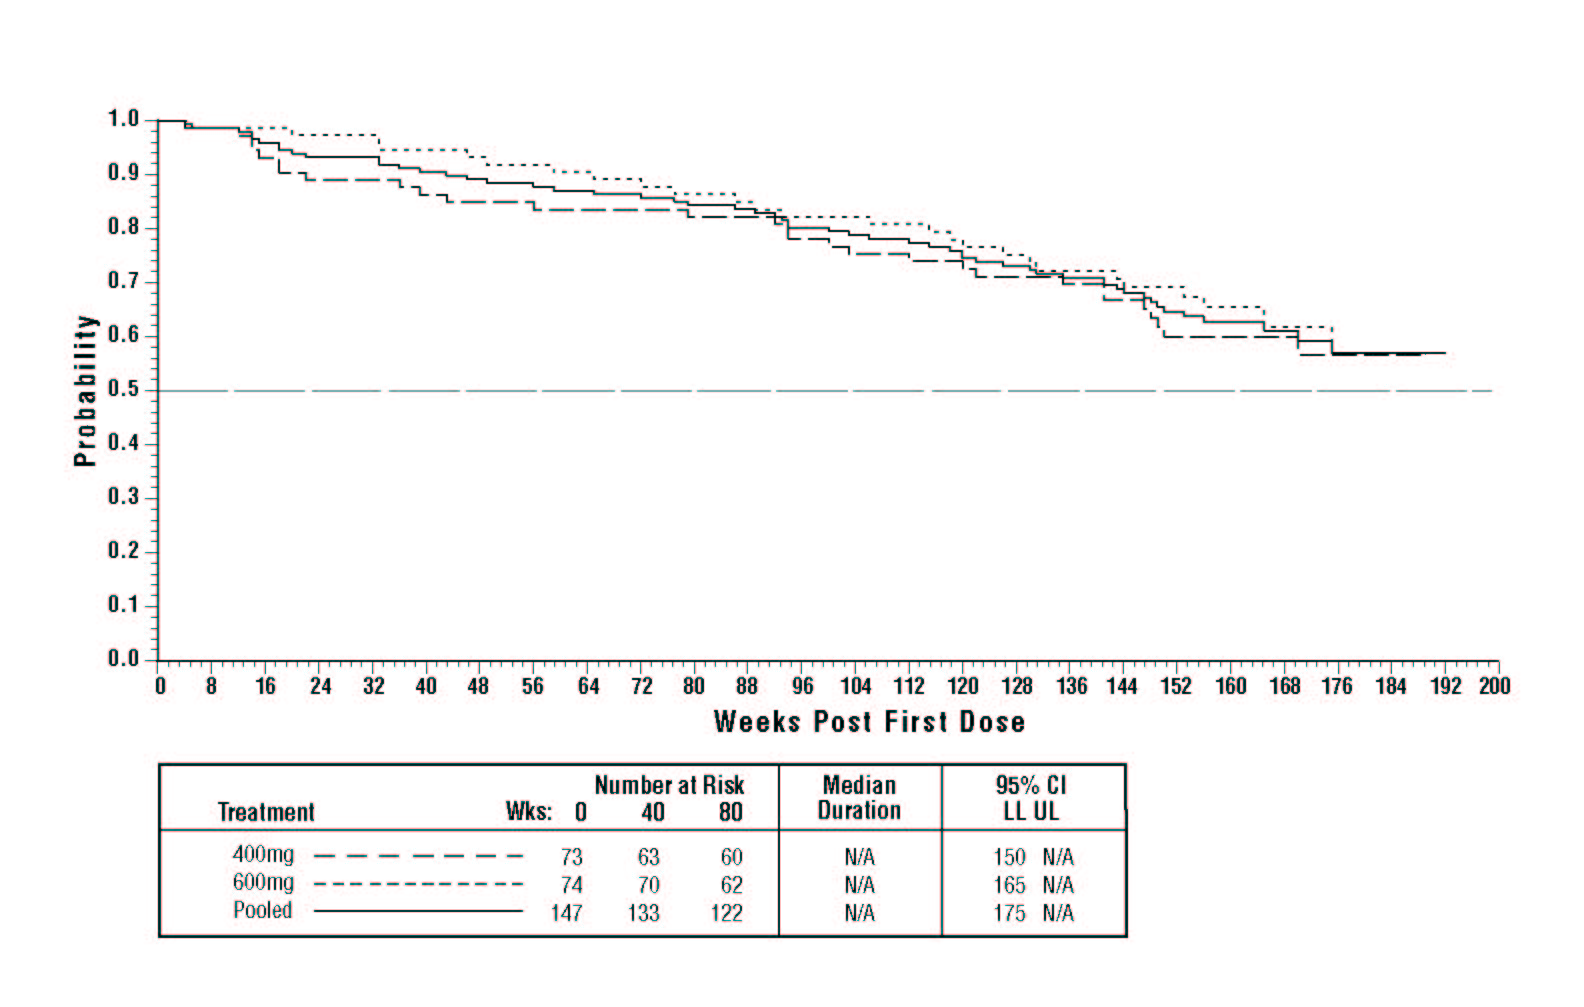 1.0
0.9
0.8
0.7
0.6
0.5
0.4
0.3
0.2
0.1
0.0
Probability
0 8 16 24 32 40 48 56 64 72 80 88 96 104 112 120 128 136 144 152 160 168 176 184 192 200
Weeks Post First Dose
Number at Risk Median 95% CI
Treatment Wks: 0 40 80 Duration LL UL
400mg 73 63 60 N/A 150 N/A
600mg 74 70 62 N/A 165 N/A
Pooled 147 133 122 N/A 175 N/A